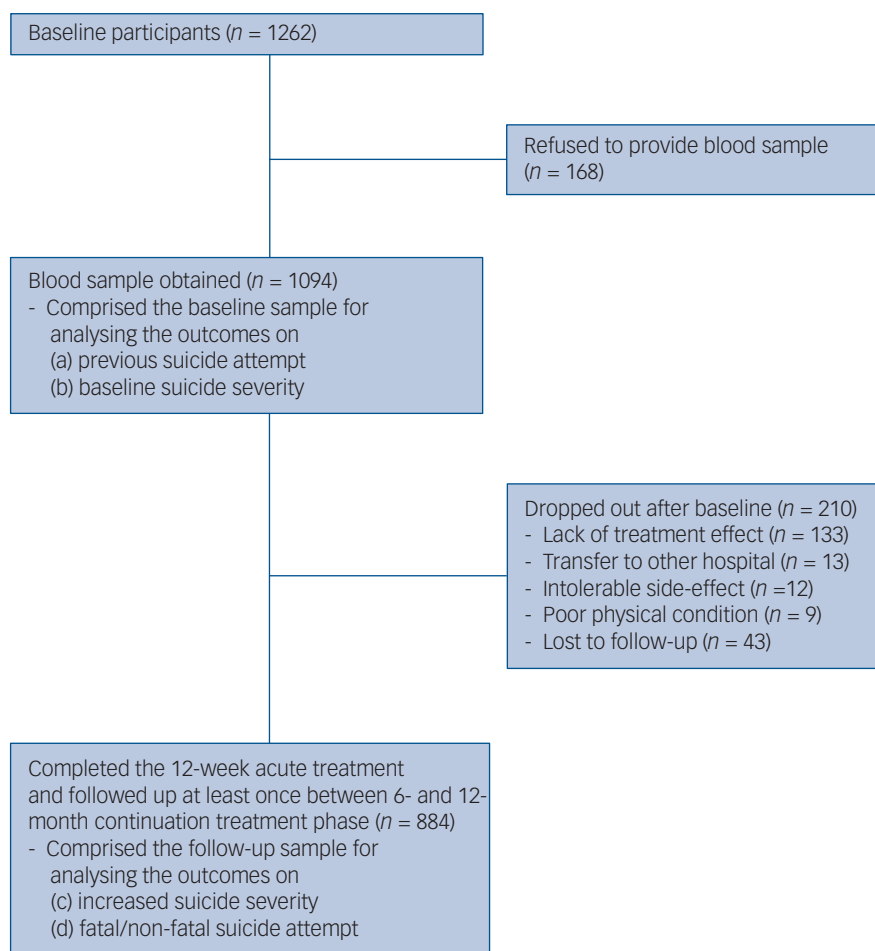 Baseline participants (n = 1262)
Refused to provide blood sample
(n = 168)
Blood sample obtained (n = 1094)
- Comprised the baseline sample for
analysing the outcomes on
(a) previous suicide attempt
(b) baseline suicide severity
Dropped out after baseline (n = 210)
- Lack of treatment effect (n = 133)
- Transfer to other hospital (n = 13)
- Intolerable side-effect (n =12)
- Poor physical condition (n = 9)
- Lost to follow-up (n = 43)
Completed the 12-week acute treatment
and followed up at least once between 6- and 12-
month continuation treatment phase (n = 884)
- Comprised the follow-up sample for
analysing the outcomes on
(c) increased suicide severity
(d) fatal/non-fatal suicide attempt